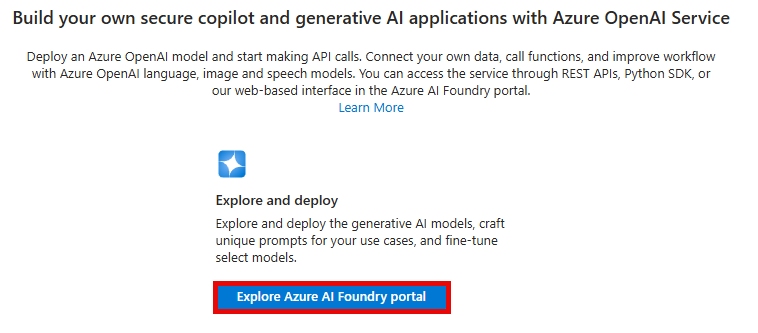 Build your own secure copilot and generative AI applications with Azure OpenAI Service
Deploy an Azure OpenAI model and start making API calls. Connect your own data, call functions, and improve workflow
with Azure OpenAI language, image and speech models. You can access the service through REST APIs, Python SDK, or
our web-based interface in the Azure AI Foundry portal.
Learn More
Explore and deploy
Explore and deploy the generative AI models, craft
unique prompts for your use cases, and fine-tune
select models.
Explore Azure AI Foundry portal